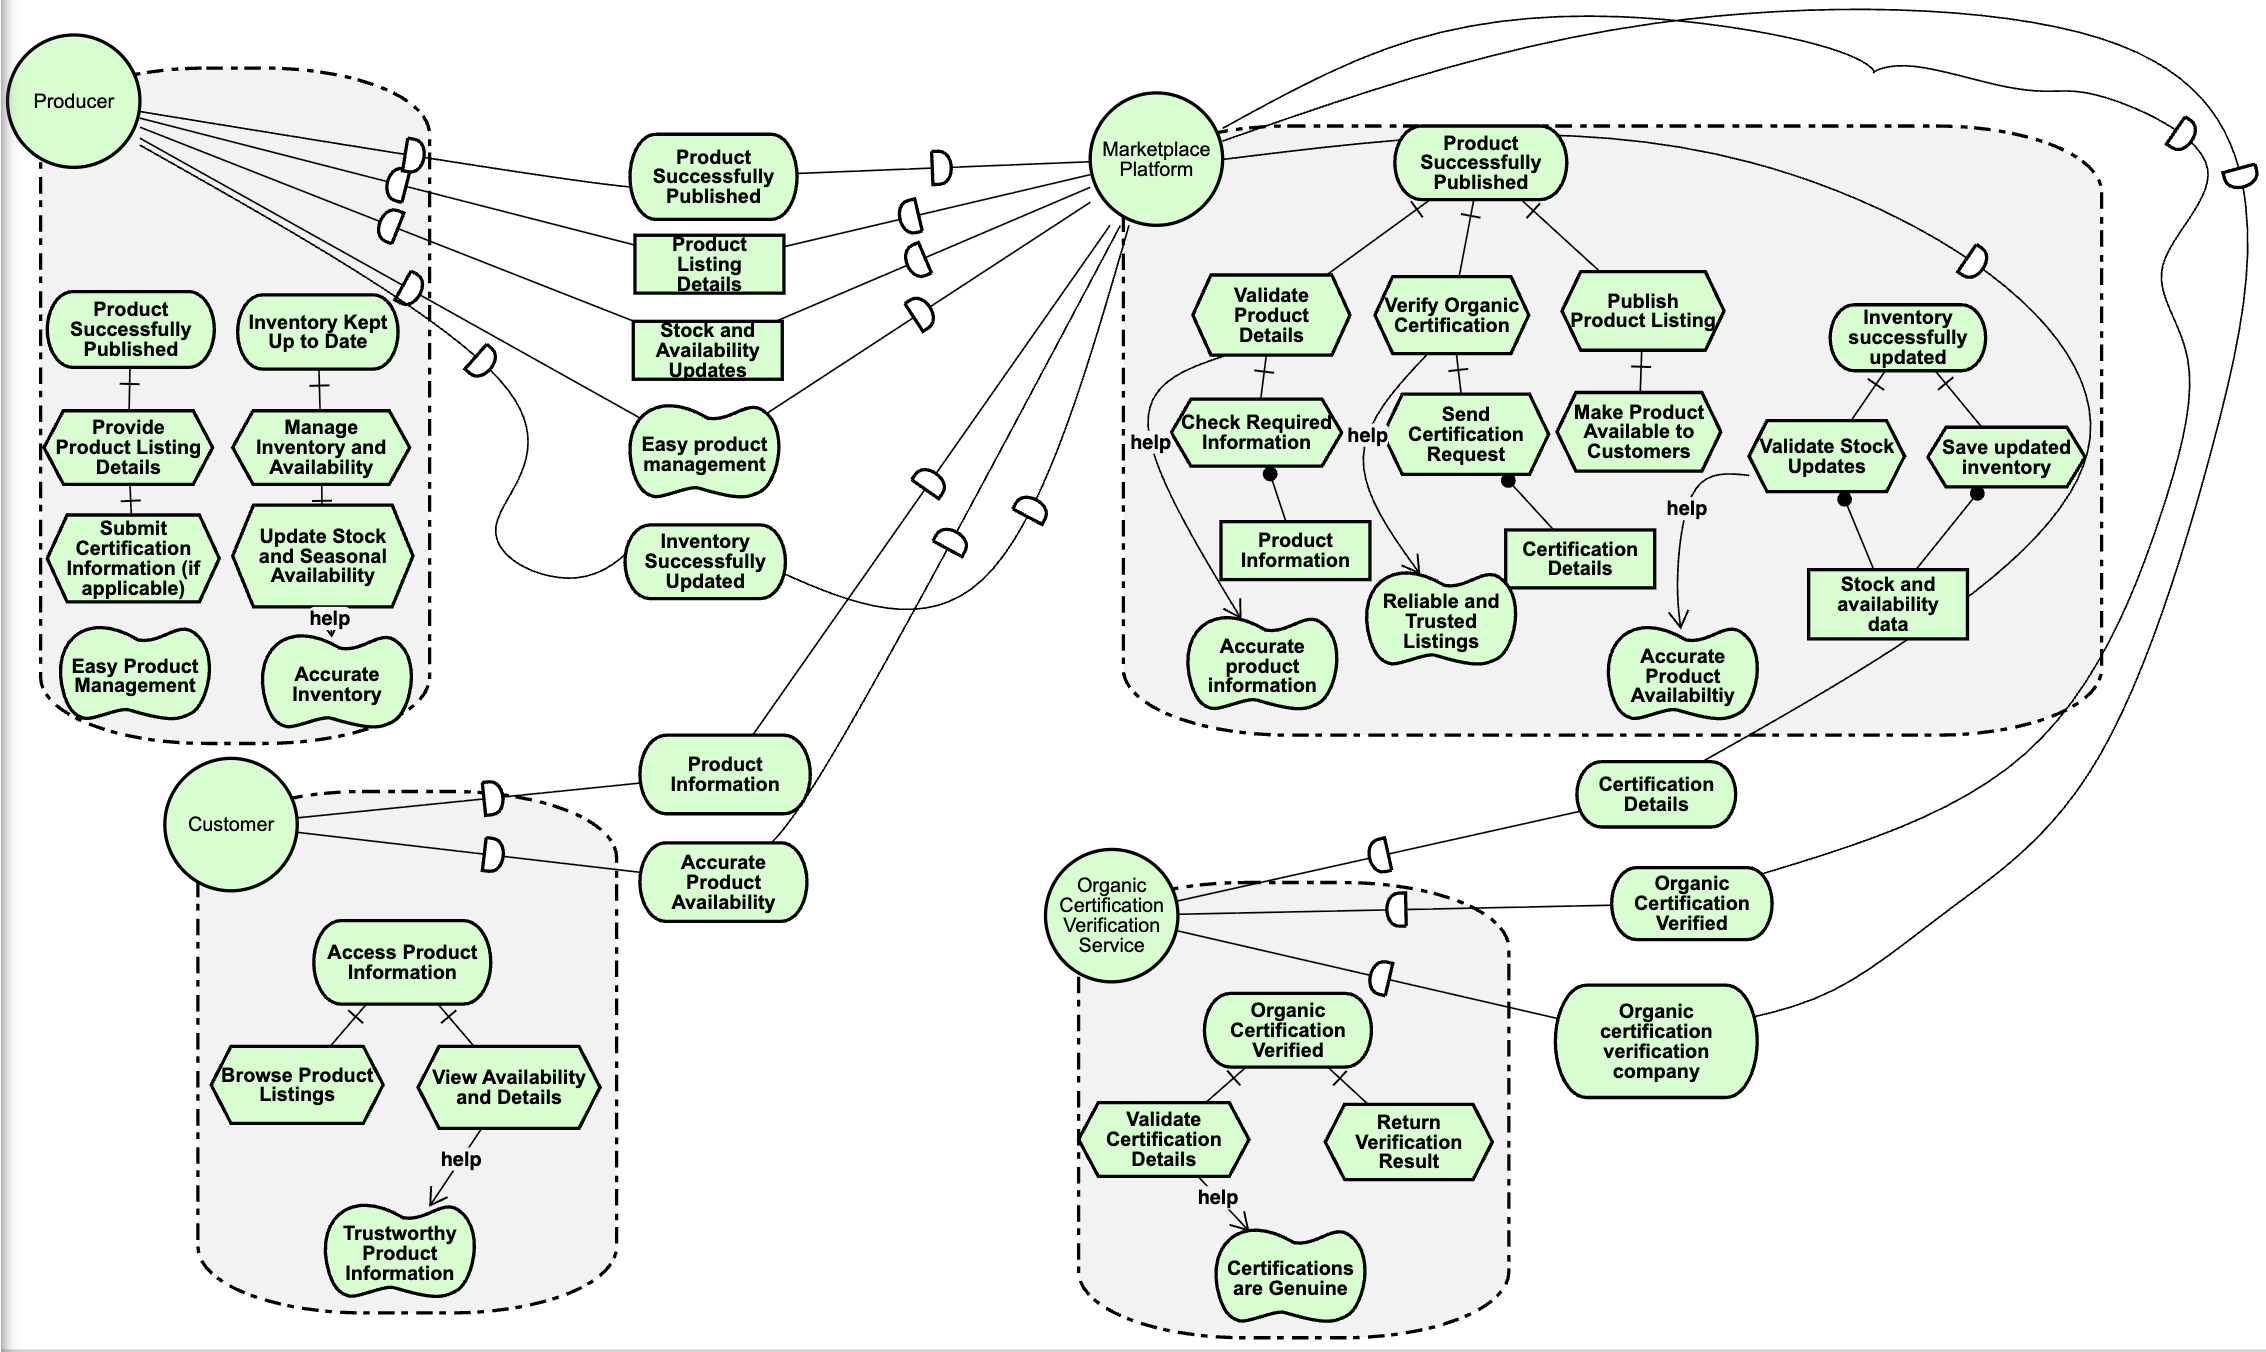 Producer
Product
Successfully
Published
Inventory Kept
Up to Date
Provide
Product Listing
Details
Manage
Inventory and
Availability
Submit
Certification
Information (if
applicable)
Update Stock
and Seasonal
Availability
help
Easy Product
Management
Accurate
Inventory
Product
Successfully
Published
Product
Listing
Details
Stock and
Availability
Updates
Easy product
management
Inventory
Successfully
Updated
Product
Information
Accurate
Product
Availability
Marketplace
Platform
Product
Successfully
Published
Validate
Product
Details
Verify Organic
Certification
Publish
Product Listing
Inventory
successfully
updated
help
Check Required
Information
help
Send
Certification
Request
Make Product
Available to
Customers
Validate Stock
Updates
Save updated
inventory
help
Product
Information
Certification
Details
Stock and
availability
data
Accurate
product
information
Reliable and
Trusted
Listings
Accurate
Product
Availabiltiy
Customer
Access Product
Information
Browse Product
Listings
View Availability
and Details
help
Trustworthy
Product
Information
Organic
Certification
Verification
Service
Organic
Certification
Verified
Validate
Certification
Details
Return
Verification
Result
help
Certifications
are Genuine
Certification
Details
Organic
Certification
Verified
Organic
certification
verification
company